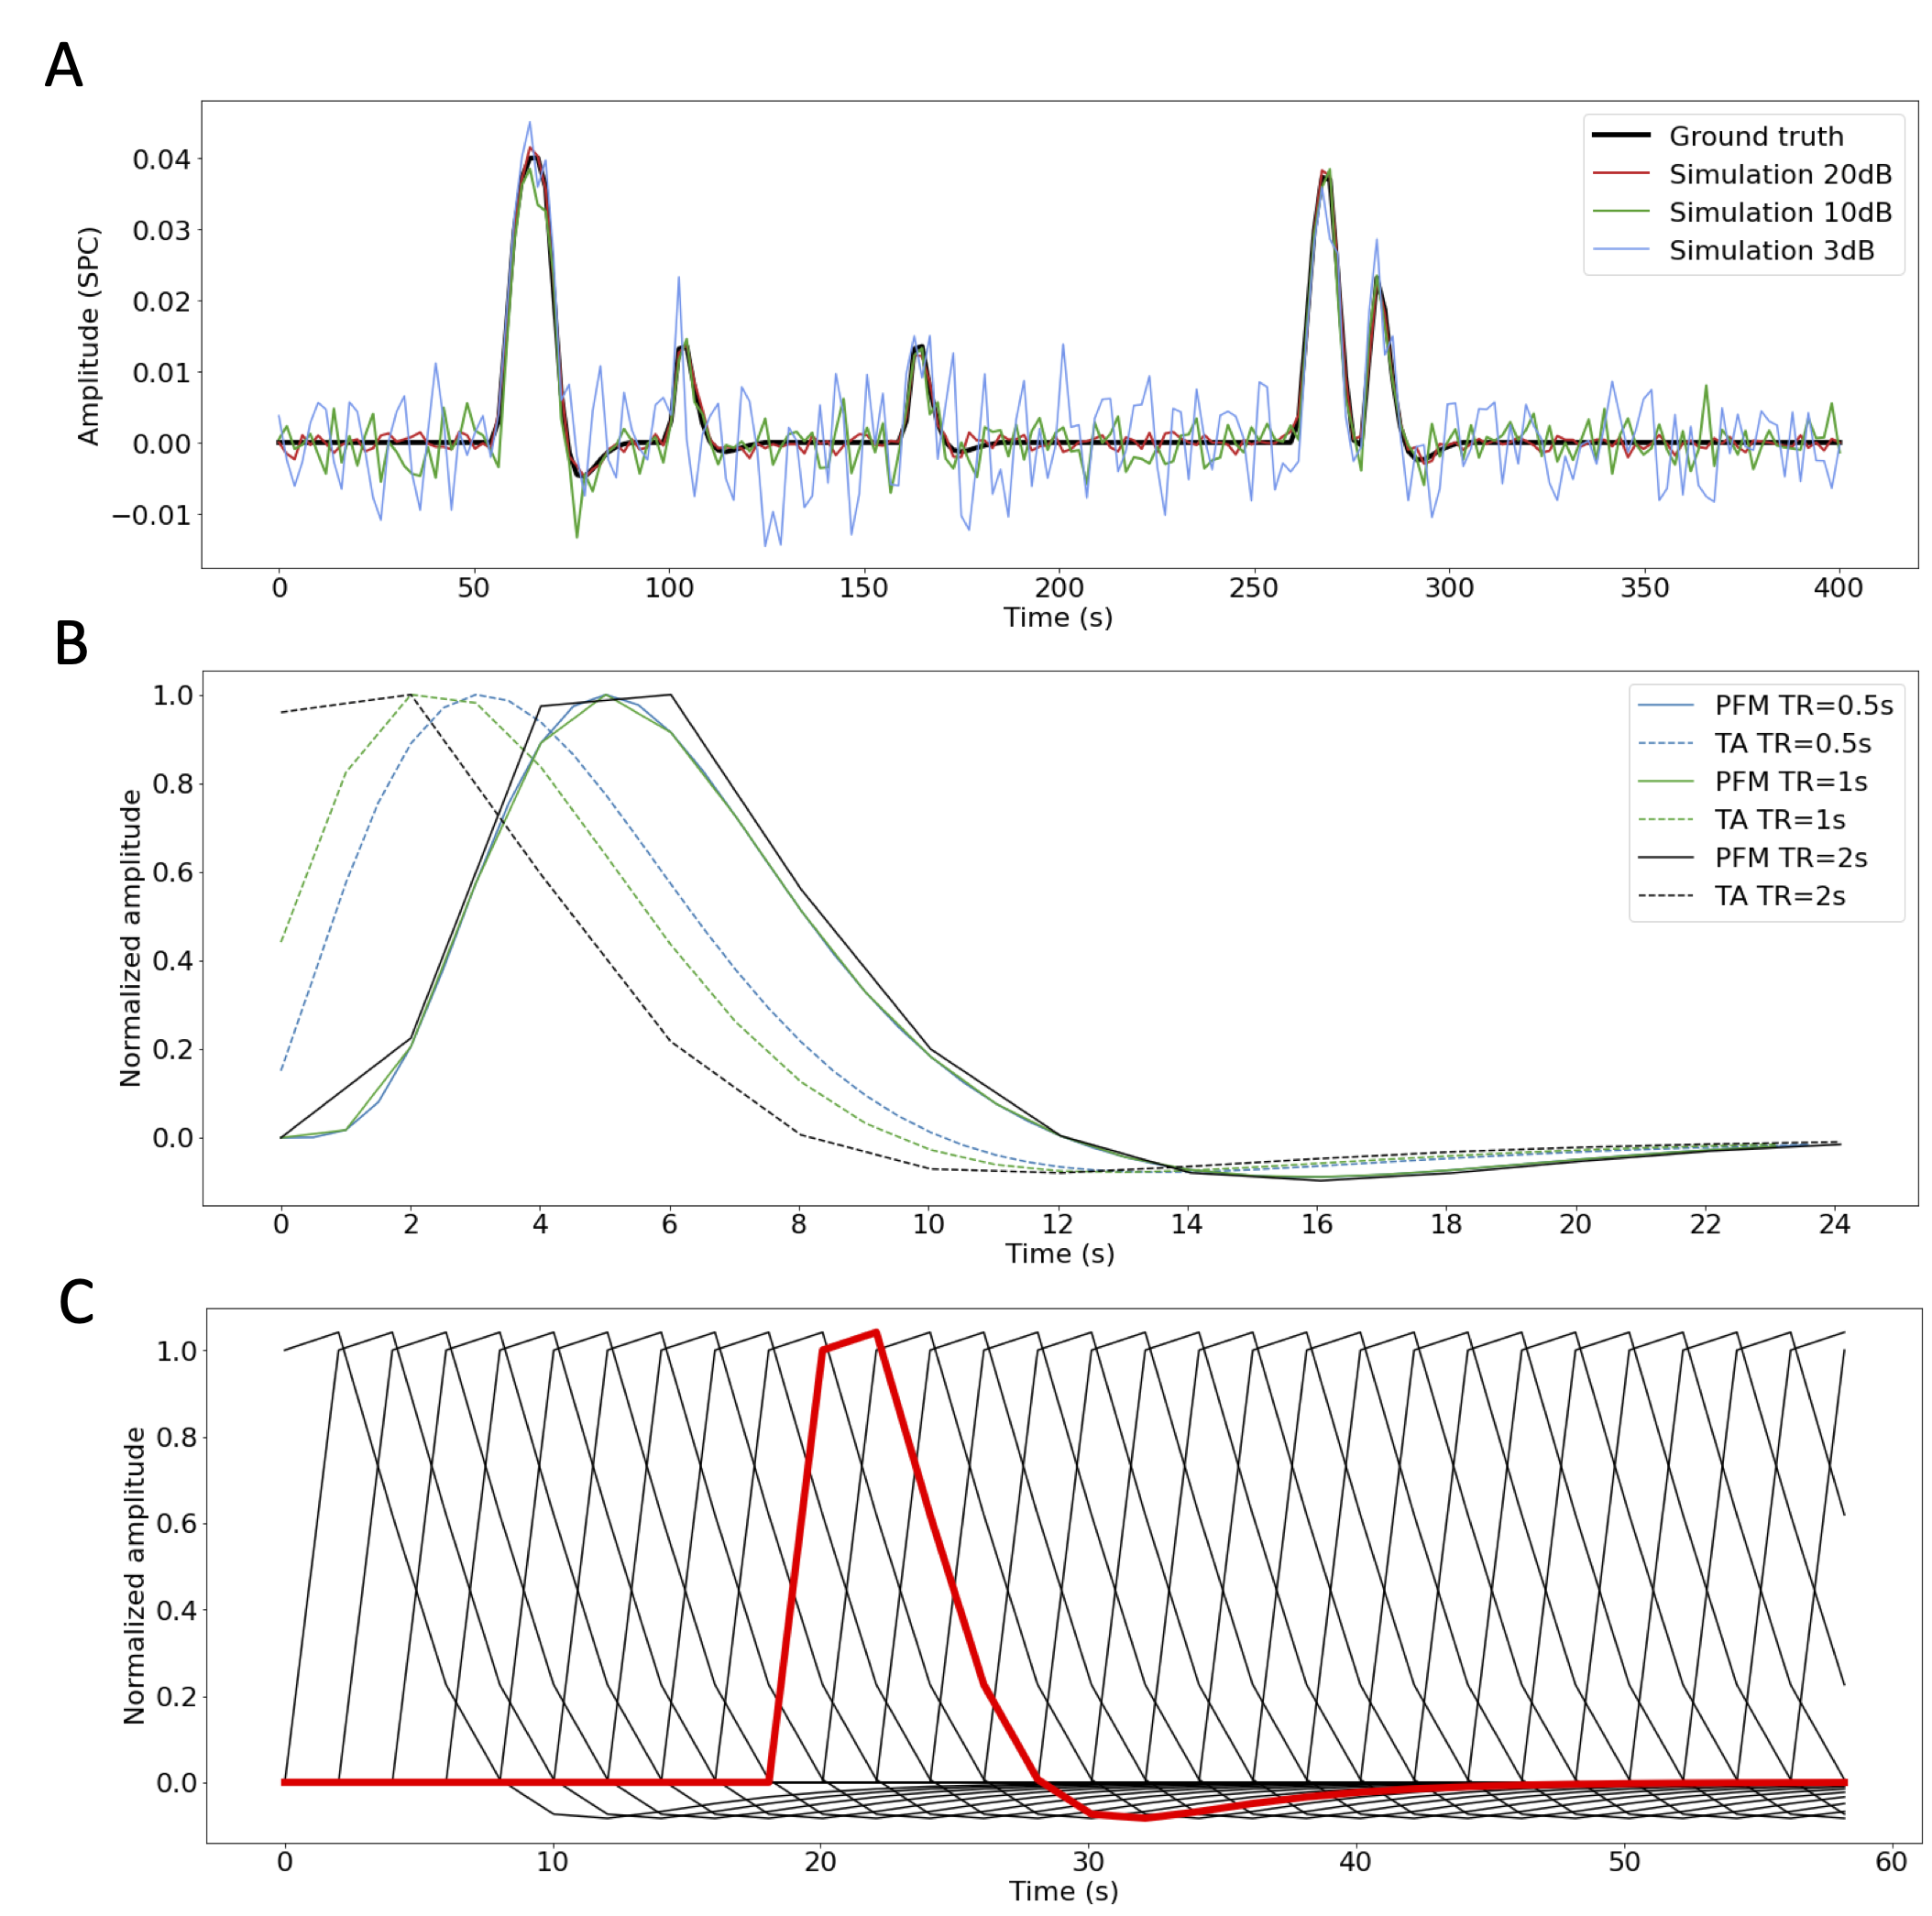 A
Amplitude (SPC)
0.04
0.03
0.02
0.01
0.00
−0.01
Ground truth
Simulation 20dB
Simulation 10dB
Simulation 3dB
0 50 100 150 200 250 300 350 400
Time (s)
B
Normalized amplitude
1.0
0.8
0.6
0.4
0.2
0.0
PFM TR=0.5s
TA TR=0.5s
PFM TR=1s
TA TR=1s
PFM TR=2s
TA TR=2s
0 2 4 6 8 10 12 14 16 18 20 22 24
Time (s)
C
Normalized amplitude
1.0
0.8
0.6
0.4
0.2
0.0
0 10 20 30 40 50 60
Time (s)